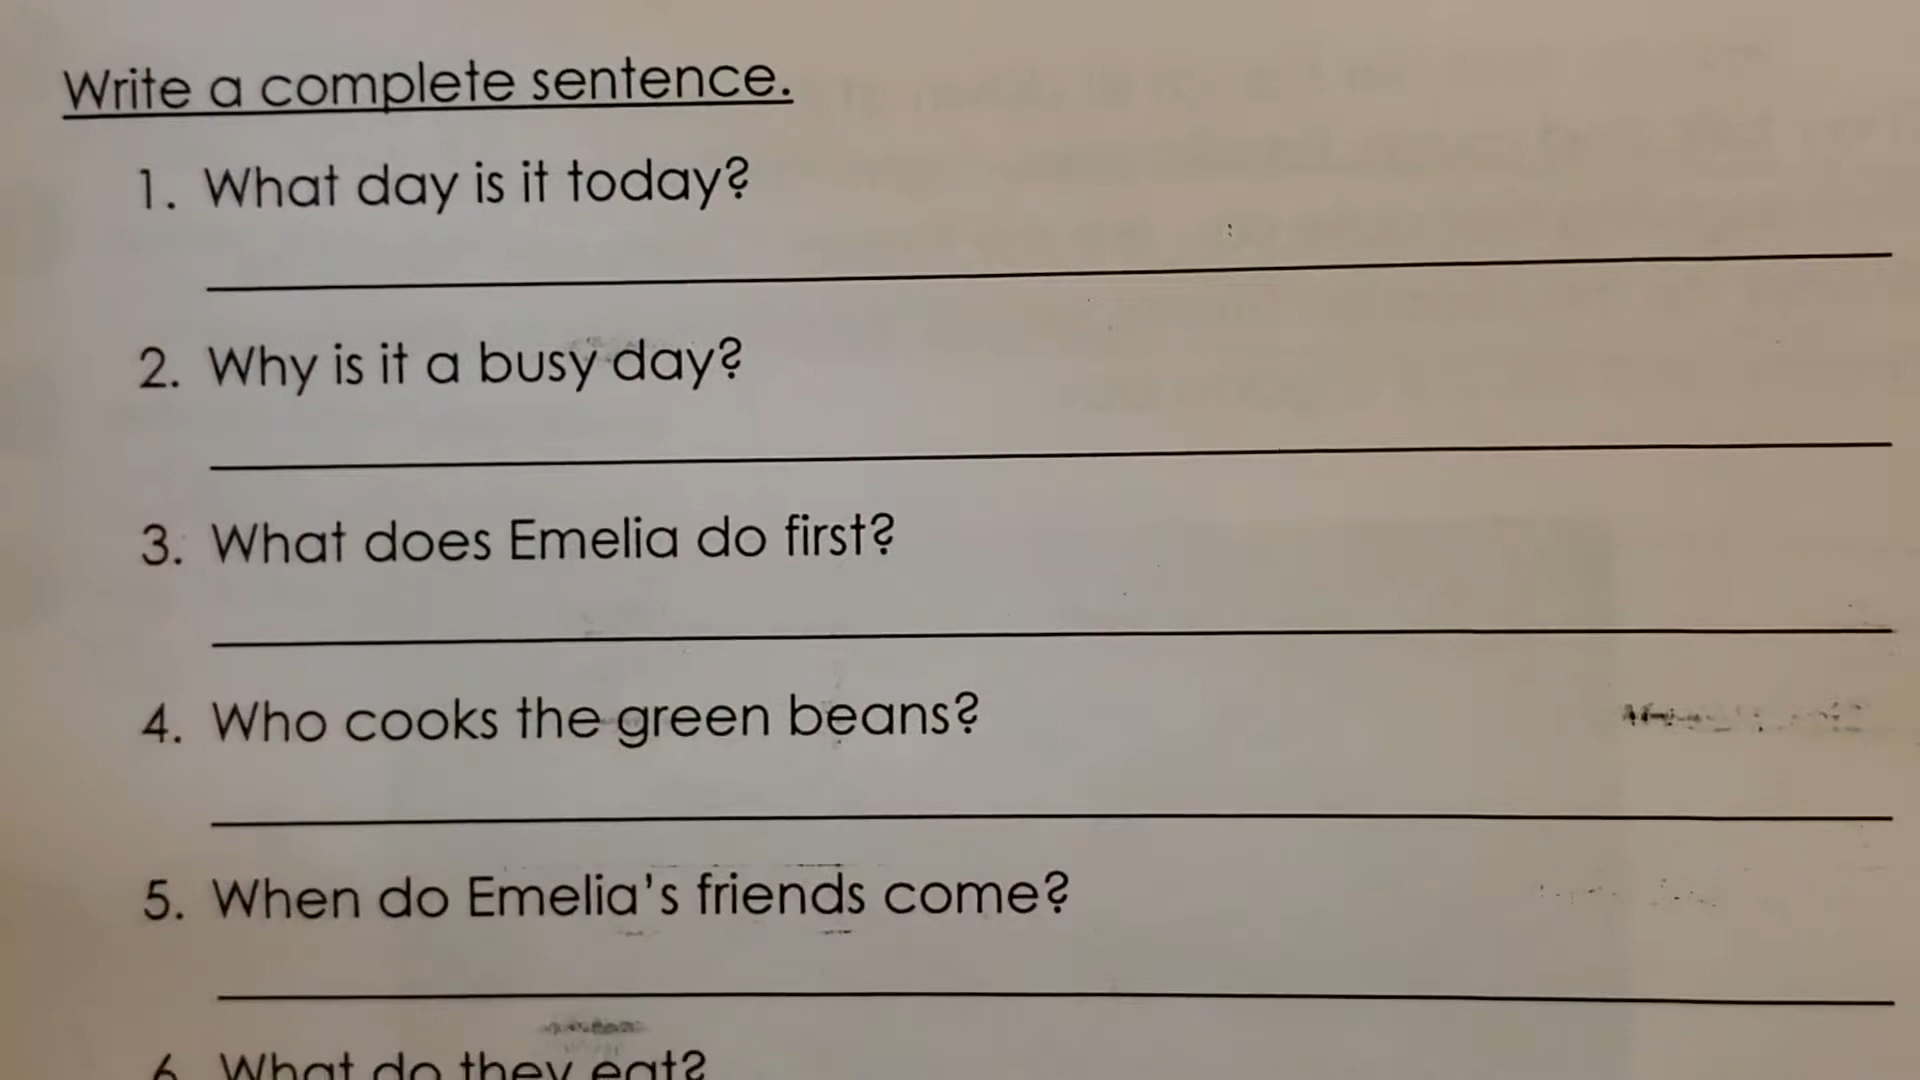 Write a complete sentence.
1. What day is it today?
2. Why is it a busy day?
3. What does Emelia do first?
4. Who cooks the green beans?
5. When do Emelia's friends come?
6. What do they eat?